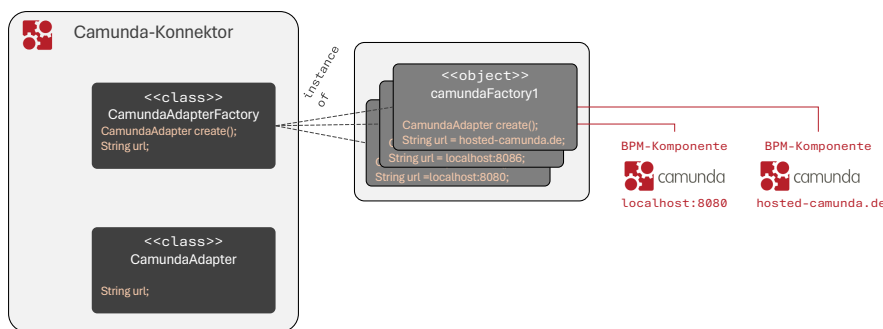 Camunda-Konnektor
<<class>>
CamundaAdapterFactory
CamundaAdapter create();
String url;
<<class>>
CamundaAdapter
String url;
instance
of
<<object>>
camundaFactory1
CamundaAdapter create();
String url = hosted-camunda.de;
String url = localhost:8086;
String url =localhost:8080;
BPM-Komponente
camunda
localhost:8080
BPM-Komponente
camunda
hosted-camunda.de